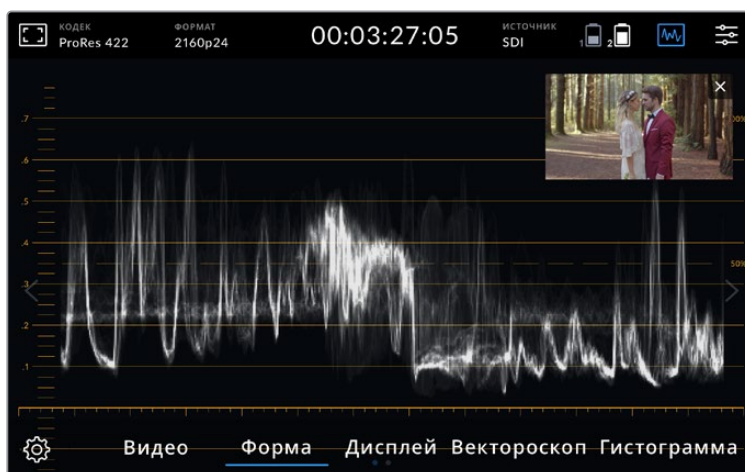 КОДЕК ФОРМАТ ИСТОЧНИК
ProRes 422 2160p24 00:03:27:05 SDI 1 2
.7
.6
.5
.4
.3 50%
.2
.1
Видео Форма Дисплей Вектороскоп Гистограмма